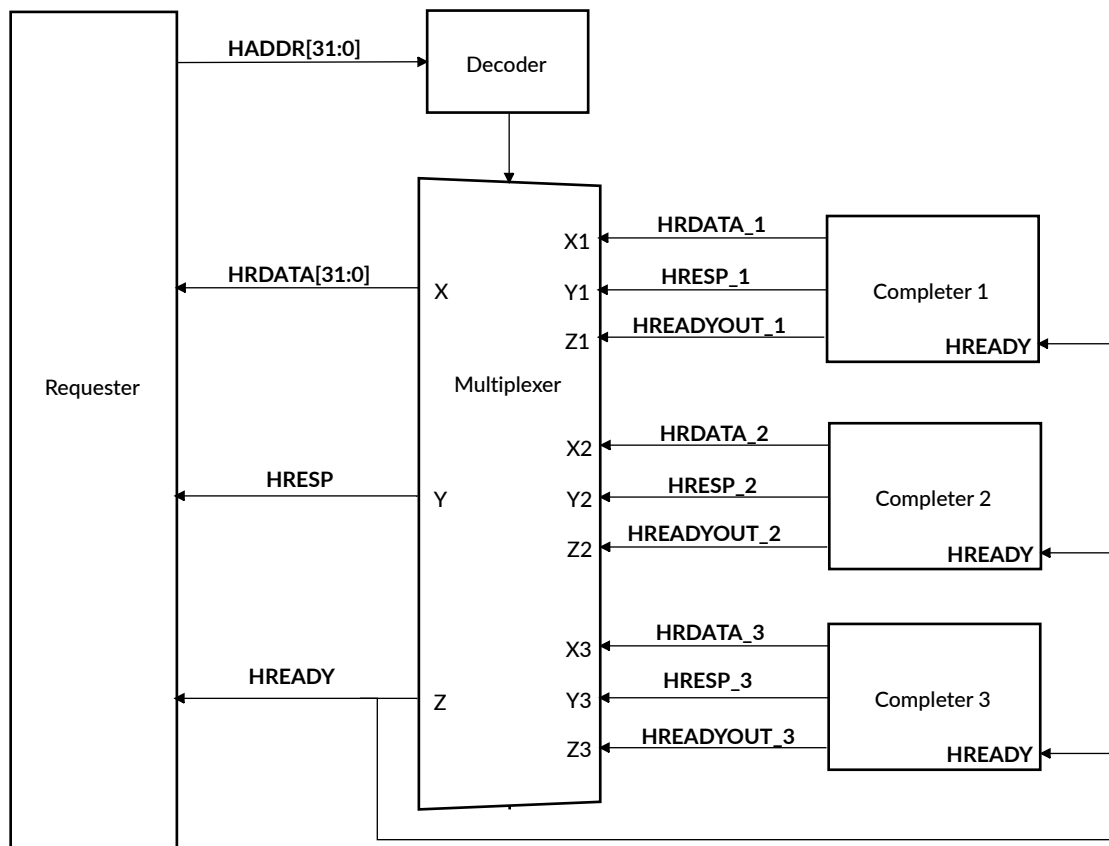 HADDR[31:0]
Decoder
HRDATA_1
X1
HRESP_1
HRDATA[31:0]
X
Y1
Completer 1
HREADYOUT_1
Z1
HREADY
Requester
Multiplexer
HRDATA_2
X2
HRESP
HRESP_2
Y
Y2
Completer 2
HREADYOUT_2
Z2
HREADY
HRDATA_3
X3
HREADY
HRESP_3
Z
Y3
Completer 3
HREADYOUT_3
Z3
HREADY